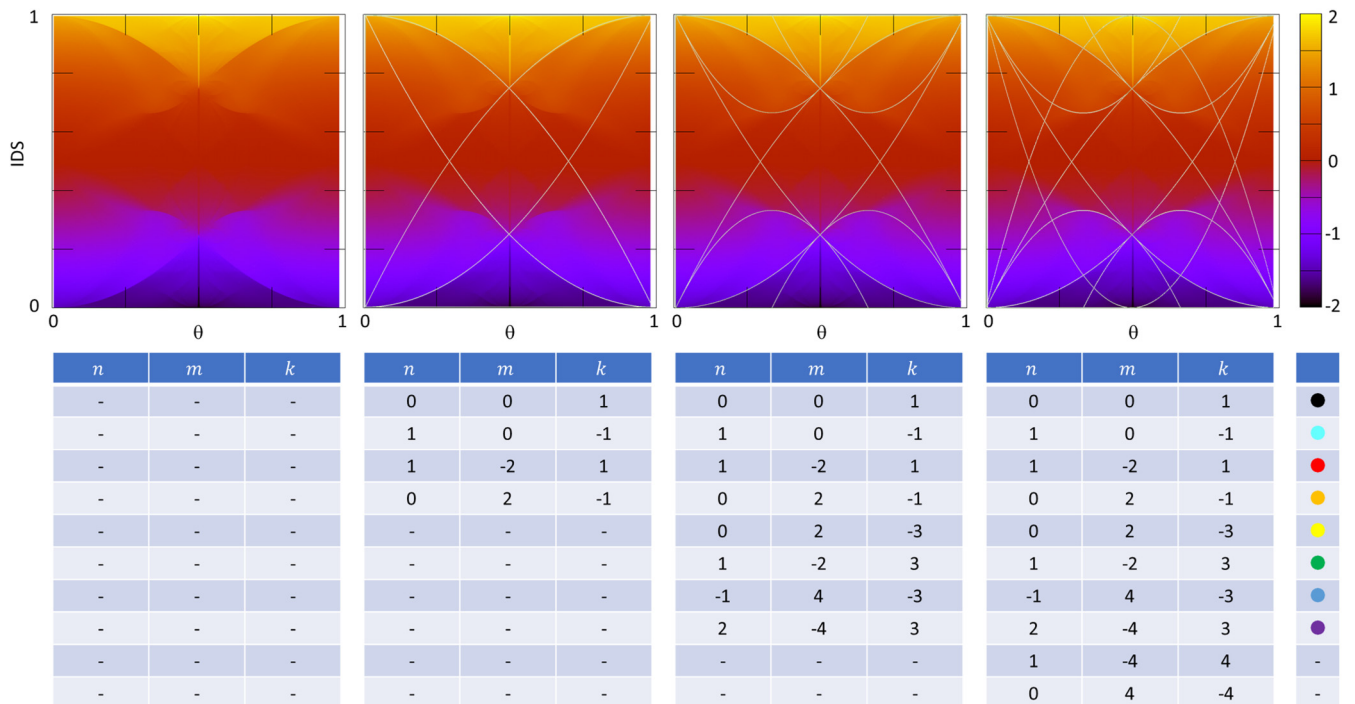 1 2
1
IDS 0
-1
0 -2
0 1 0 1 0 1 0 1
θ θ θ θ
n m k n m k n m k n m k
- - - 0 0 1 0 0 1 0 0 1
- - - 1 0 -1 1 0 -1 1 0 -1
- - - 1 -2 1 1 -2 1 1 -2 1
- - - 0 2 -1 0 2 -1 0 2 -1
- - - - - - 0 2 -3 0 2 -3
- - - - - - 1 -2 3 1 -2 3
- - - - - - -1 4 -3 -1 4 -3
- - - - - - 2 -4 3 2 -4 3
- - - - - - - - - 1 -4 4 -
- - - - - - - - - 0 4 -4 -